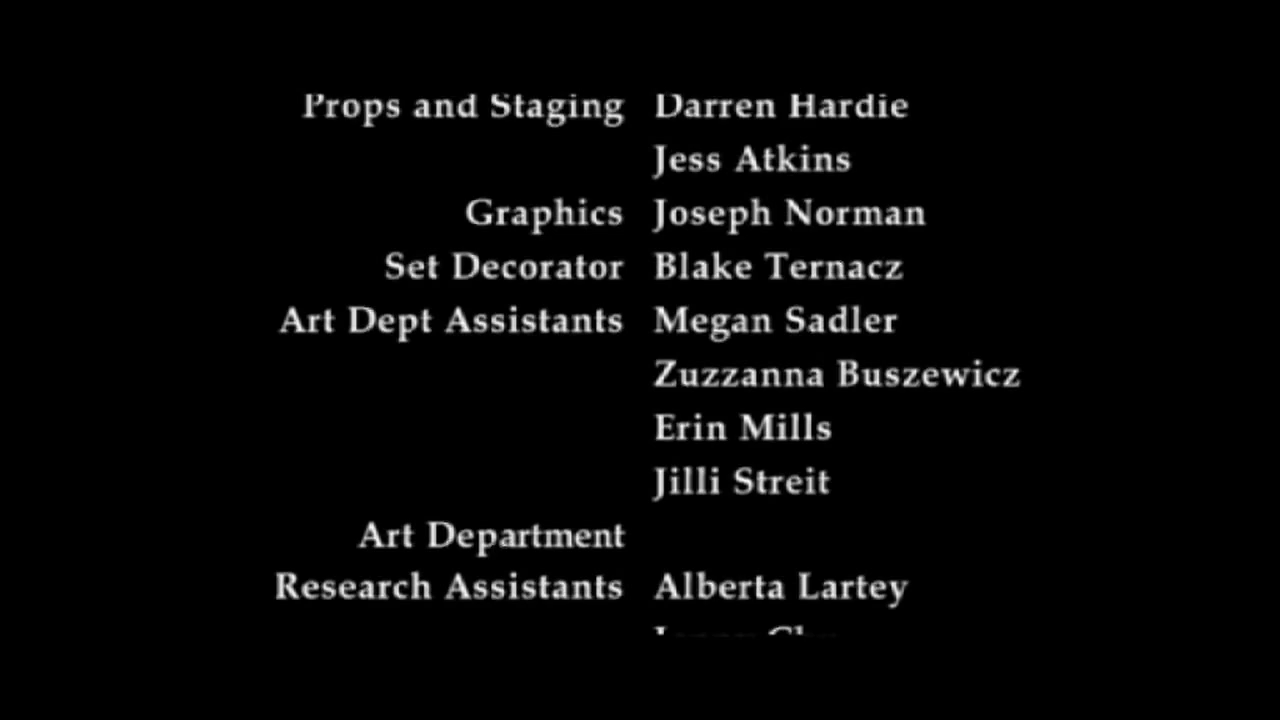 Props and Staging Darren Hardie
Jess Atkins
Graphics Joseph Norman
Set Decorator Blake Ternacz
Art Dept Assistants Megan Sadler
Zuzzanna Buszewicz
Erin Mills
Jilli Streit
Art Department
Research Assistants Alberta Lartey